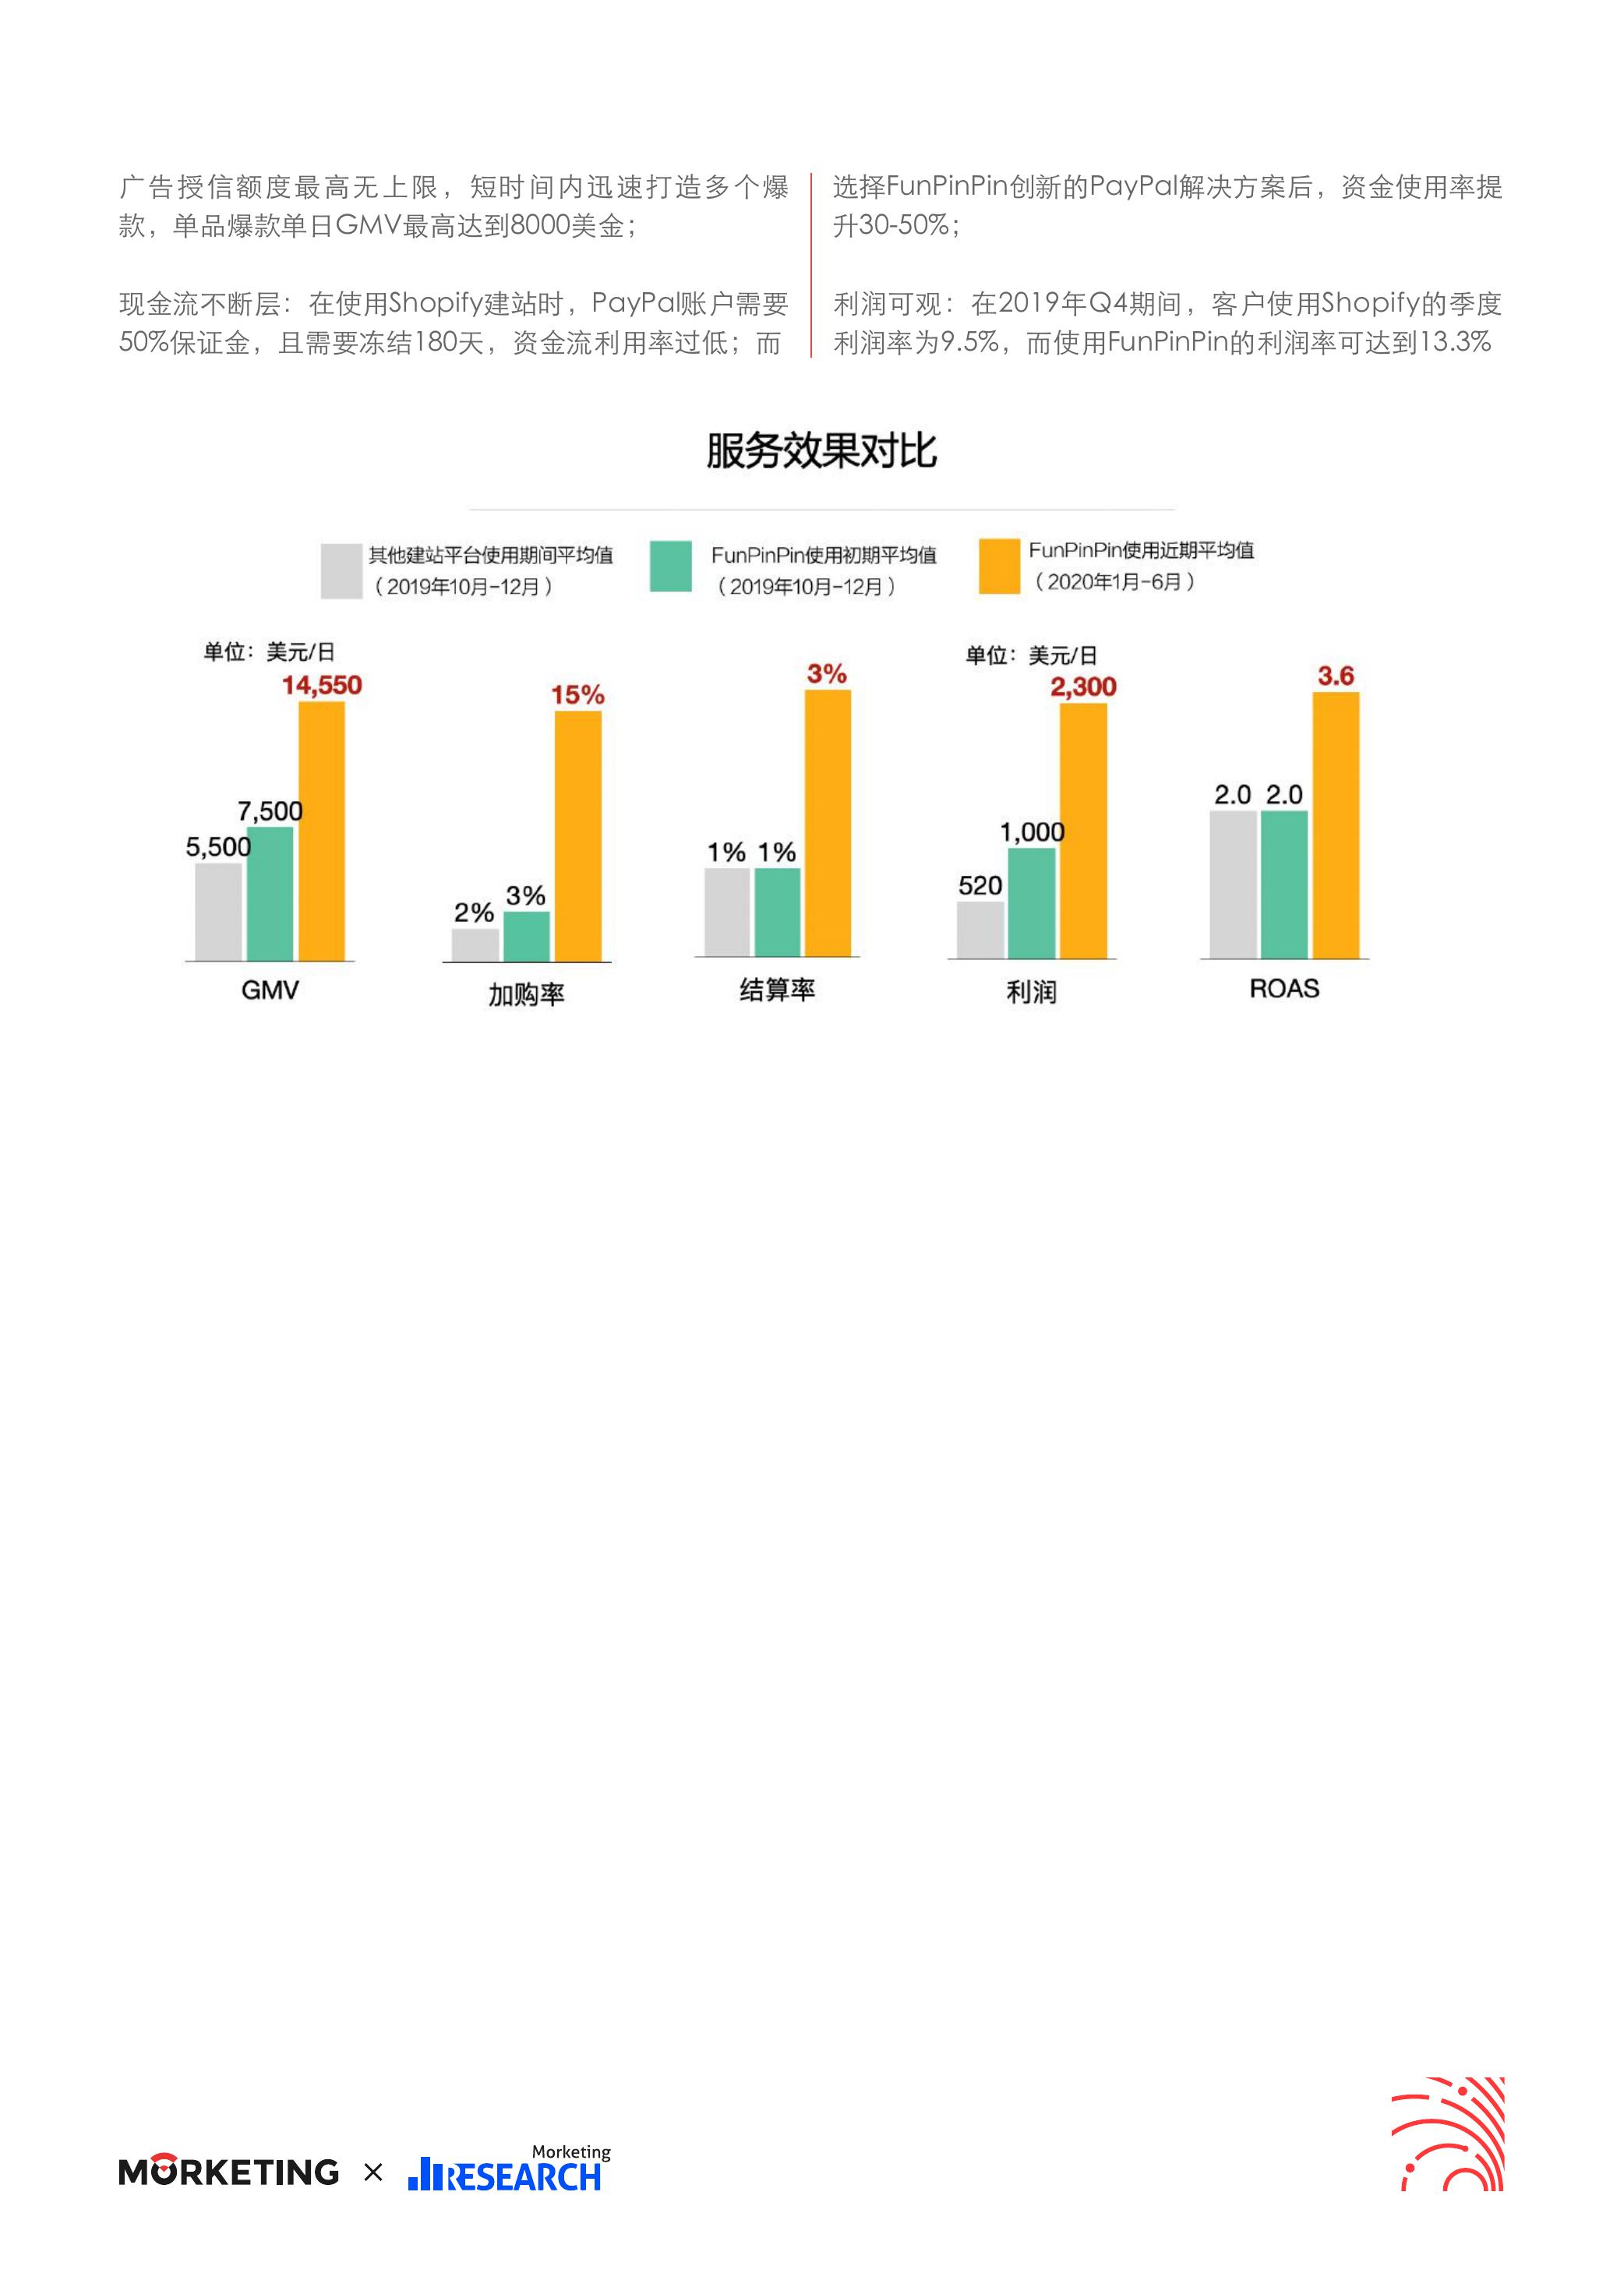 广告授信额度最高无上限，短时间内迅速打造多个爆
款，单品爆款单日GMV最高达到8000美金；
现金流不断层：在使用Shopify建站时，PayPal账户需要
50%保证金，且需要冻结180天，资金流利用率过低；而
选择FunPinPin创新的PayPal解决方案后，资金使用率提
升30-50%；
利润可观：在2019年Q4期间，客户使用Shopify的季度
利润率为9.5%，而使用FunPinPin的利润率可达到13.3%
服务效果对比
其他建站平台使用期间平均值
（2019年10月-12月）
FunPinPin使用初期平均值
（2019年10月-12月）
FunPinPin使用近期平均值
（2020年1月-6月）
单位：美元/日
14,550
7,500
5,500
GMV
15%
3%
2%
加购率
3%
1% 1%
结算率
单位：美元/日
2,300
1,000
520
利润
3.6
2.0 2.0
ROAS
MORKETING × Morketing
RESEARCH